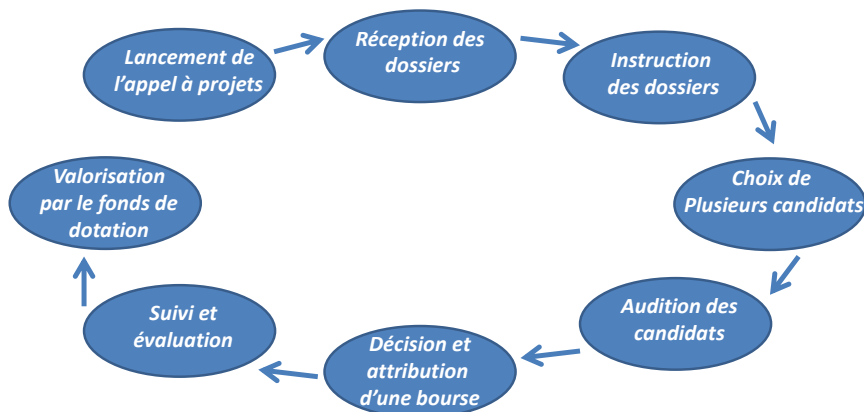 Lancement de
l'appel à projets
Réception des
dossiers
Instruction
des dossiers
Choix de
Plusieurs candidats
Audition des
candidats
Décision et
attribution
d'une bourse
Suivi et
évaluation
Valorisation
par le fonds de
dotation